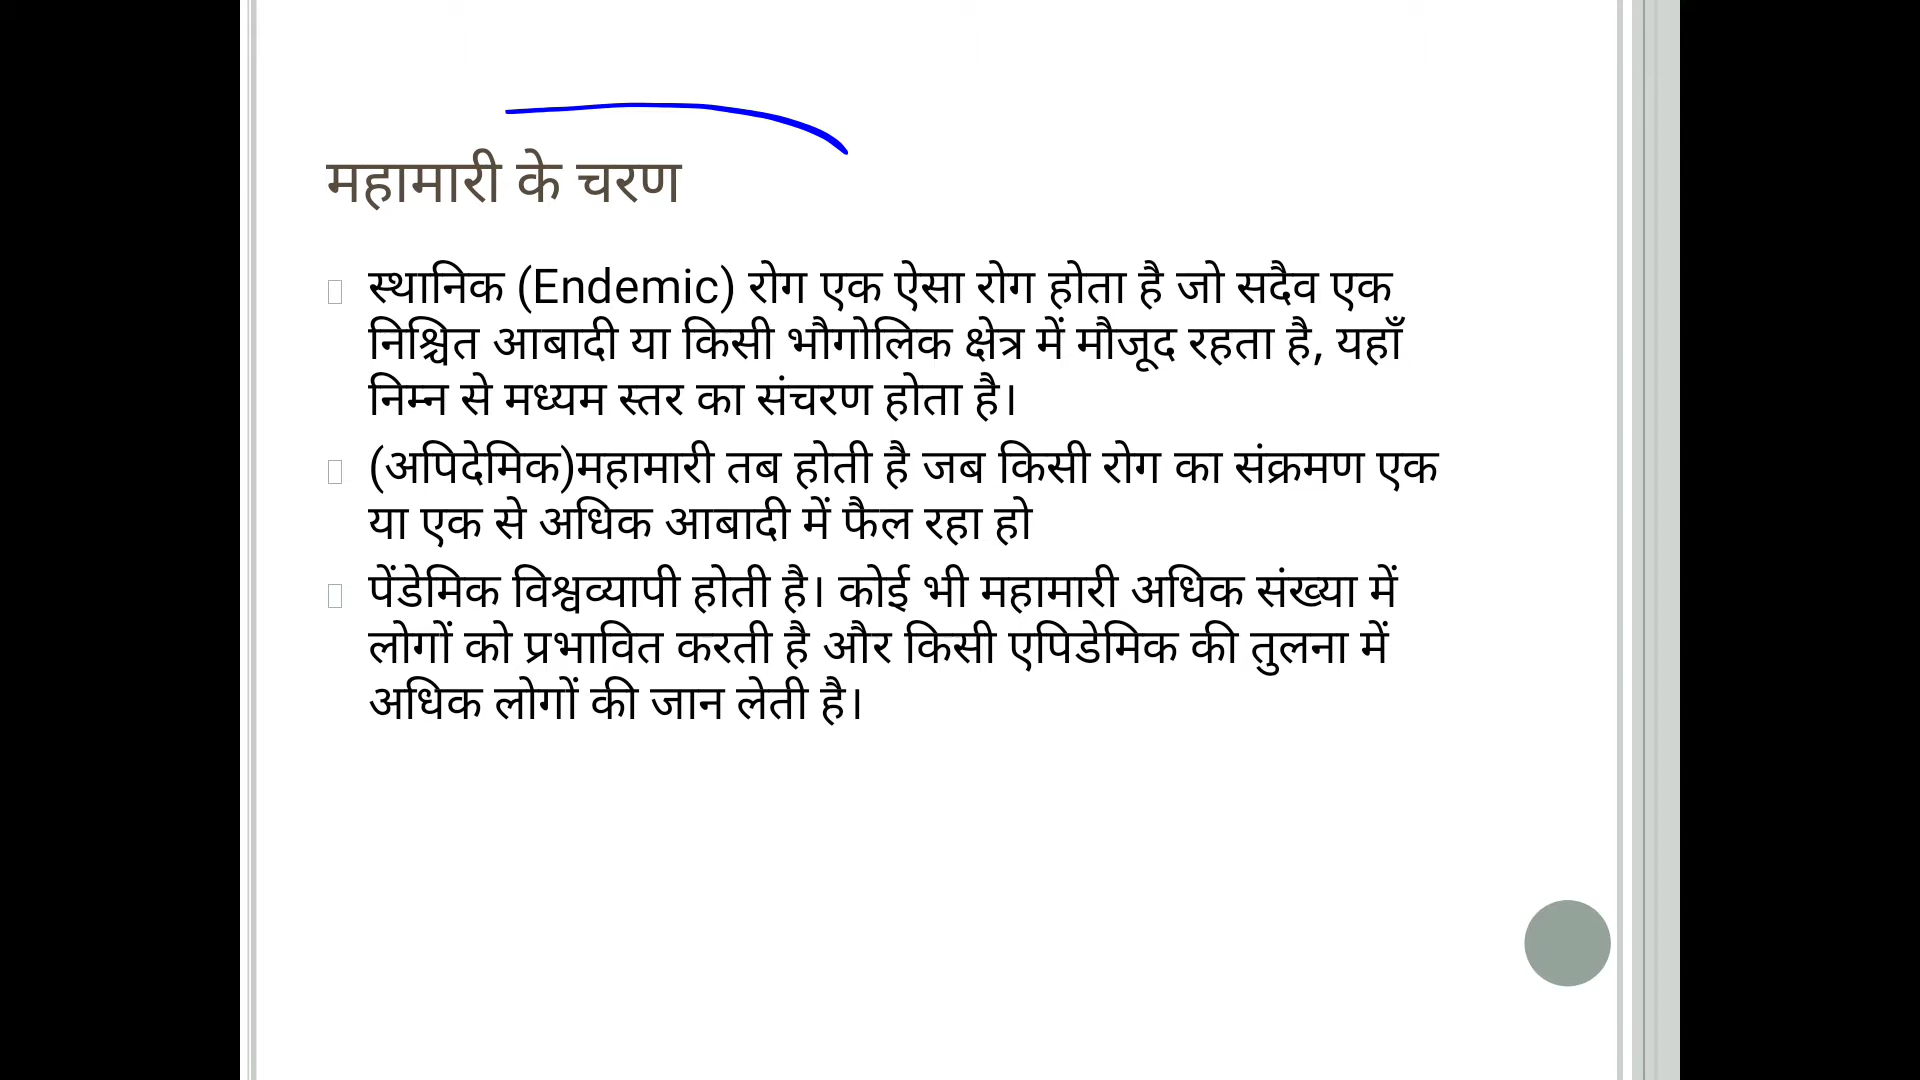 महामारी के चरण
स्थानिक (Endemic) रोग एक ऐसा रोग होता है जो सदैव एक
निश्चित आबादी या किसी भौगोलिक क्षेत्र में मौजूद रहता है, यहाँ
निम्न से मध्यम स्तर का संचरण होता है।
(अपिदेमिक)महामारी तब होती है जब किसी रोग का संक्रमण एक
या एक से अधिक आबादी में फैल रहा हो
पेंडेमिक विश्वव्यापी होती है। कोई भी महामारी अधिक संख्या में
लोगों को प्रभावित करती है और किसी एपिडेमिक की तुलना में
अधिक लोगों की जान लेती है।